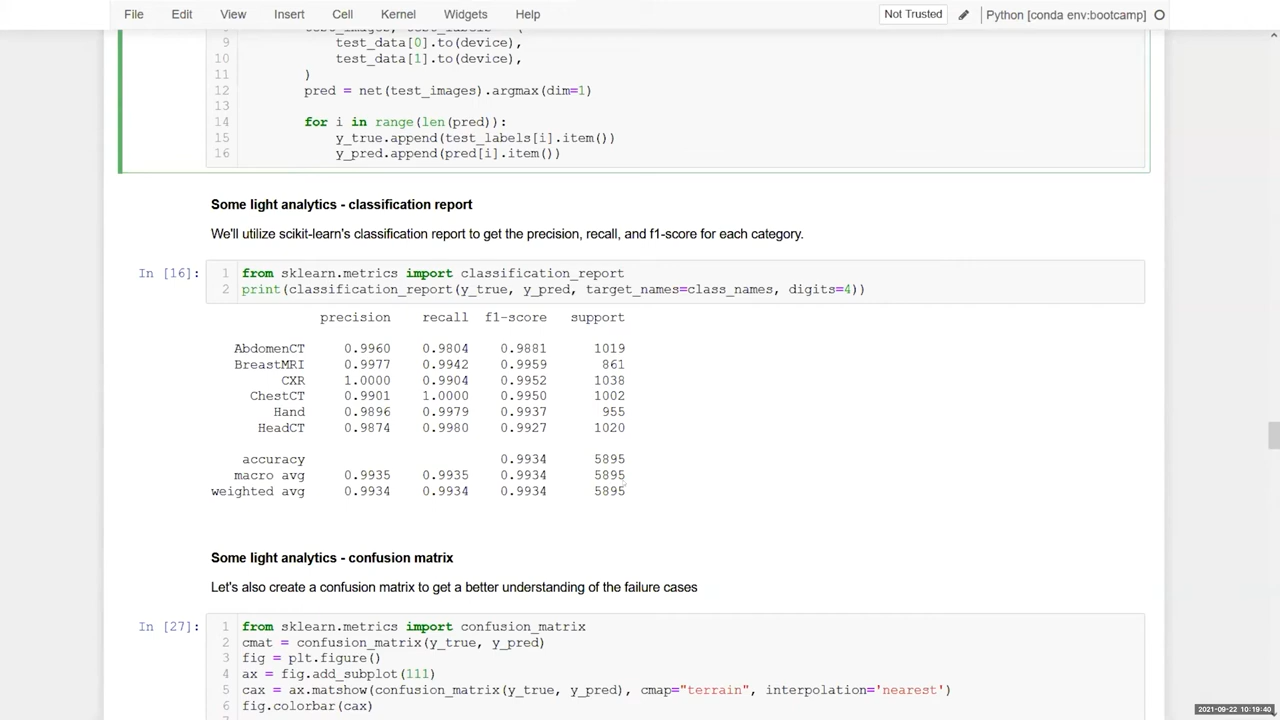 File Edit View Insert Cell Kernel Widgets Help Not Trusted Python [conda env:bootcamp]
9 test_data[0].to(device),
10 test_data[1].to(device),
11 )
12 pred = net(test_images).argmax(dim=1)
13
14 for i in range(len(pred)):
15 y_true.append(test_labels[i].item())
16 y_pred.append(pred[i].item())
Some light analytics - classification report
We'll utilize scikit-learn's classification report to get the precision, recall, and f1-score for each category.
In [16]: 1 from sklearn.metrics import classification_report
2 print(classification_report(y_true, y_pred, target_names=class_names, digits=4))
precision recall f1-score support
AbdomenCT 0.9960 0.9804 0.9881 1019
BreastMRI 0.9977 0.9942 0.9959 861
CXR 1.0000 0.9904 0.9952 1038
ChestCT 0.9901 1.0000 0.9950 1002
Hand 0.9896 0.9979 0.9937 955
HeadCT 0.9874 0.9980 0.9927 1020
accuracy 0.9934 5895
macro avg 0.9935 0.9935 0.9934 5895
weighted avg 0.9934 0.9934 0.9934 5895
Some light analytics - confusion matrix
Let's also create a confusion matrix to get a better understanding of the failure cases
In [27]: 1 from sklearn.metrics import confusion_matrix
2 cmat = confusion_matrix(y_true, y_pred)
3 fig = plt.figure()
4 ax = fig.add_subplot(111)
5 cax = ax.matshow(confusion_matrix(y_true, y_pred), cmap="terrain", interpolation='nearest')
6 fig.colorbar(cax)
2021-09-22 10:19:40